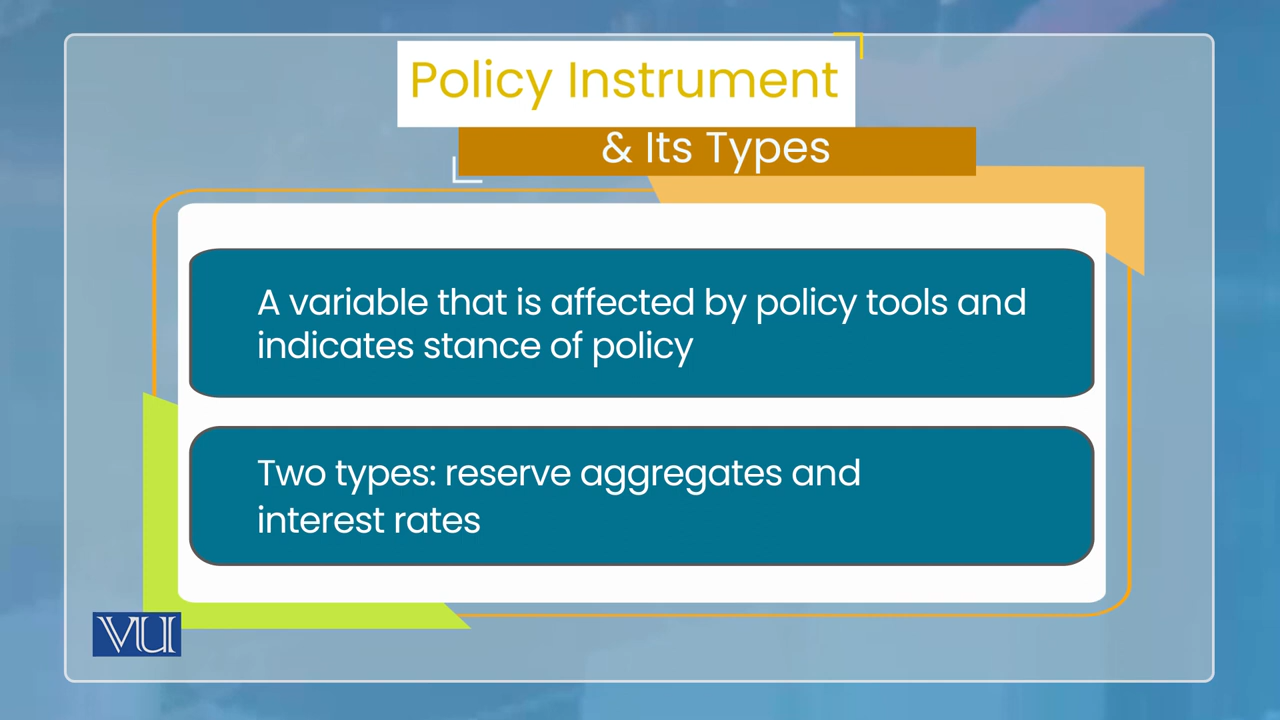 Policy Instrument
& Its Types
A variable that is affected by policy tools and
indicates stance of policy
Two types: reserve aggregates and
interest rates
VU